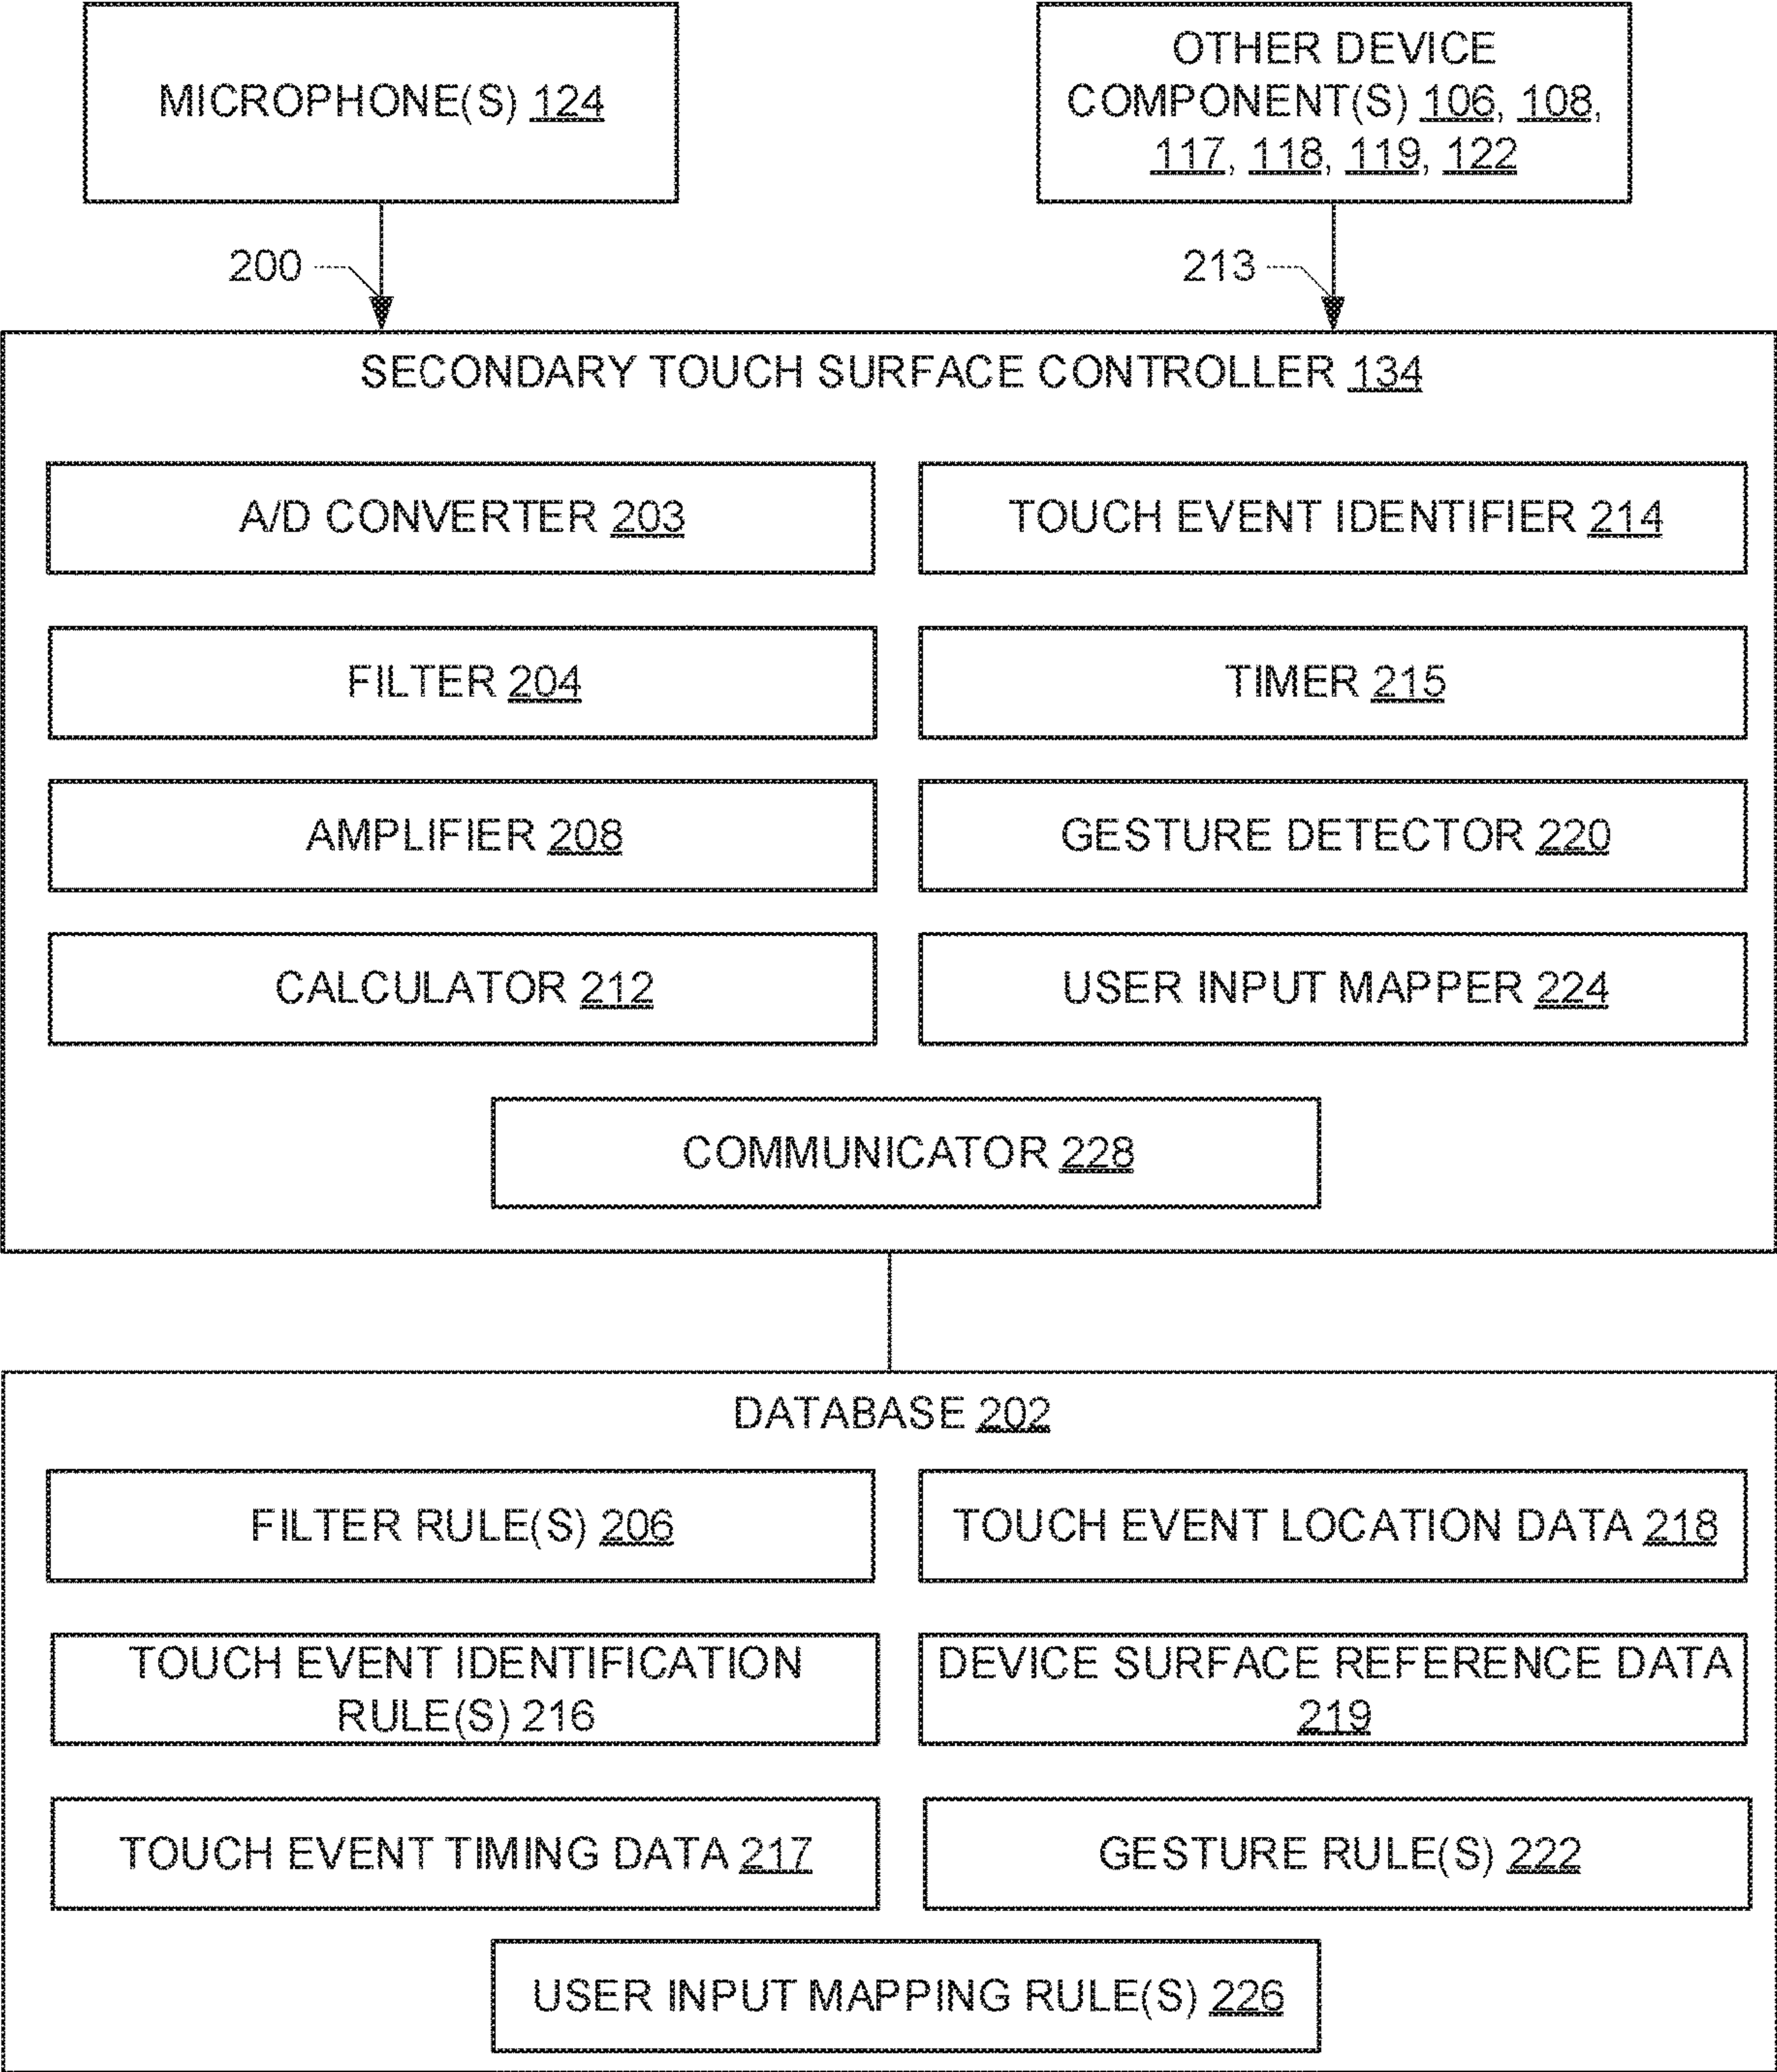 MICROPHONE(S) 124
OTHER DEVICE
COMPONENT(S) 106, 108,
117, 118, 119, 122
200
213
SECONDARY TOUCH SURFACE CONTROLLER 134
A/D CONVERTER 203
TOUCH EVENT IDENTIFIER 214
FILTER 204
TIMER 215
AMPLIFIER 208
GESTURE DETECTOR 220
CALCULATOR 212
USER INPUT MAPPER 224
COMMUNICATOR 228
DATABASE 202
FILTER RULE(S) 206
TOUCH EVENT LOCATION DATA 218
TOUCH EVENT IDENTIFICATION
RULE(S) 216
DEVICE SURFACE REFERENCE DATA
219
TOUCH EVENT TIMING DATA 217
GESTURE RULE(S) 222
USER INPUT MAPPING RULE(S) 226